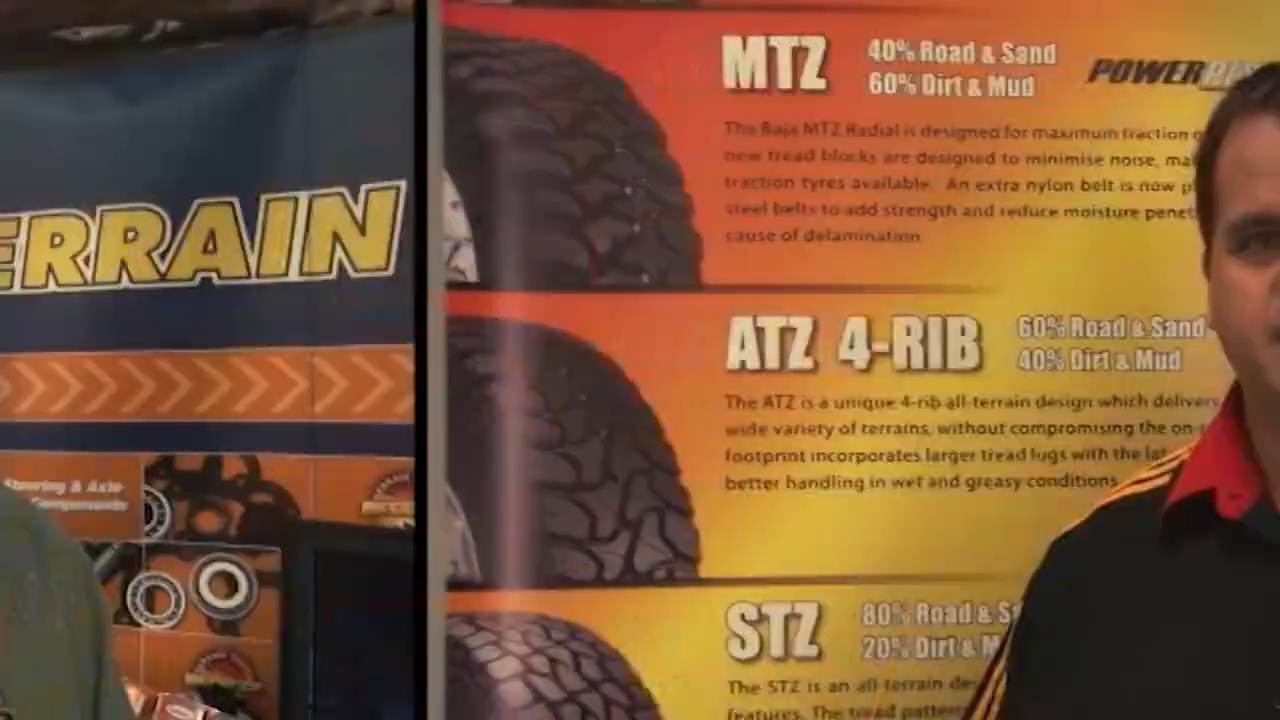 ERRAIN
Steering & Axle
Components
MTZ
40% Road & Sand
60% Dirt & Mud
POWER
The Baja MTZ Radial is designed for maximum traction
new tread blocks are designed to minimise noise,
traction tyres available. An extra nylon belt is now
steel belts to add strength and reduce moisture
cause of delamination
ATZ 4-RIB
60% Road & Sand
40% Dirt & Mud
The ATZ is a unique 4-rib all-terrain design which
wide variety of terrains, without compromising the on-
footprint incorporates larger tread lugs with the
better handling in wet and greasy conditions
STZ
80% Road &
20% Dirt &
The STZ is an all terrain
features. The tread